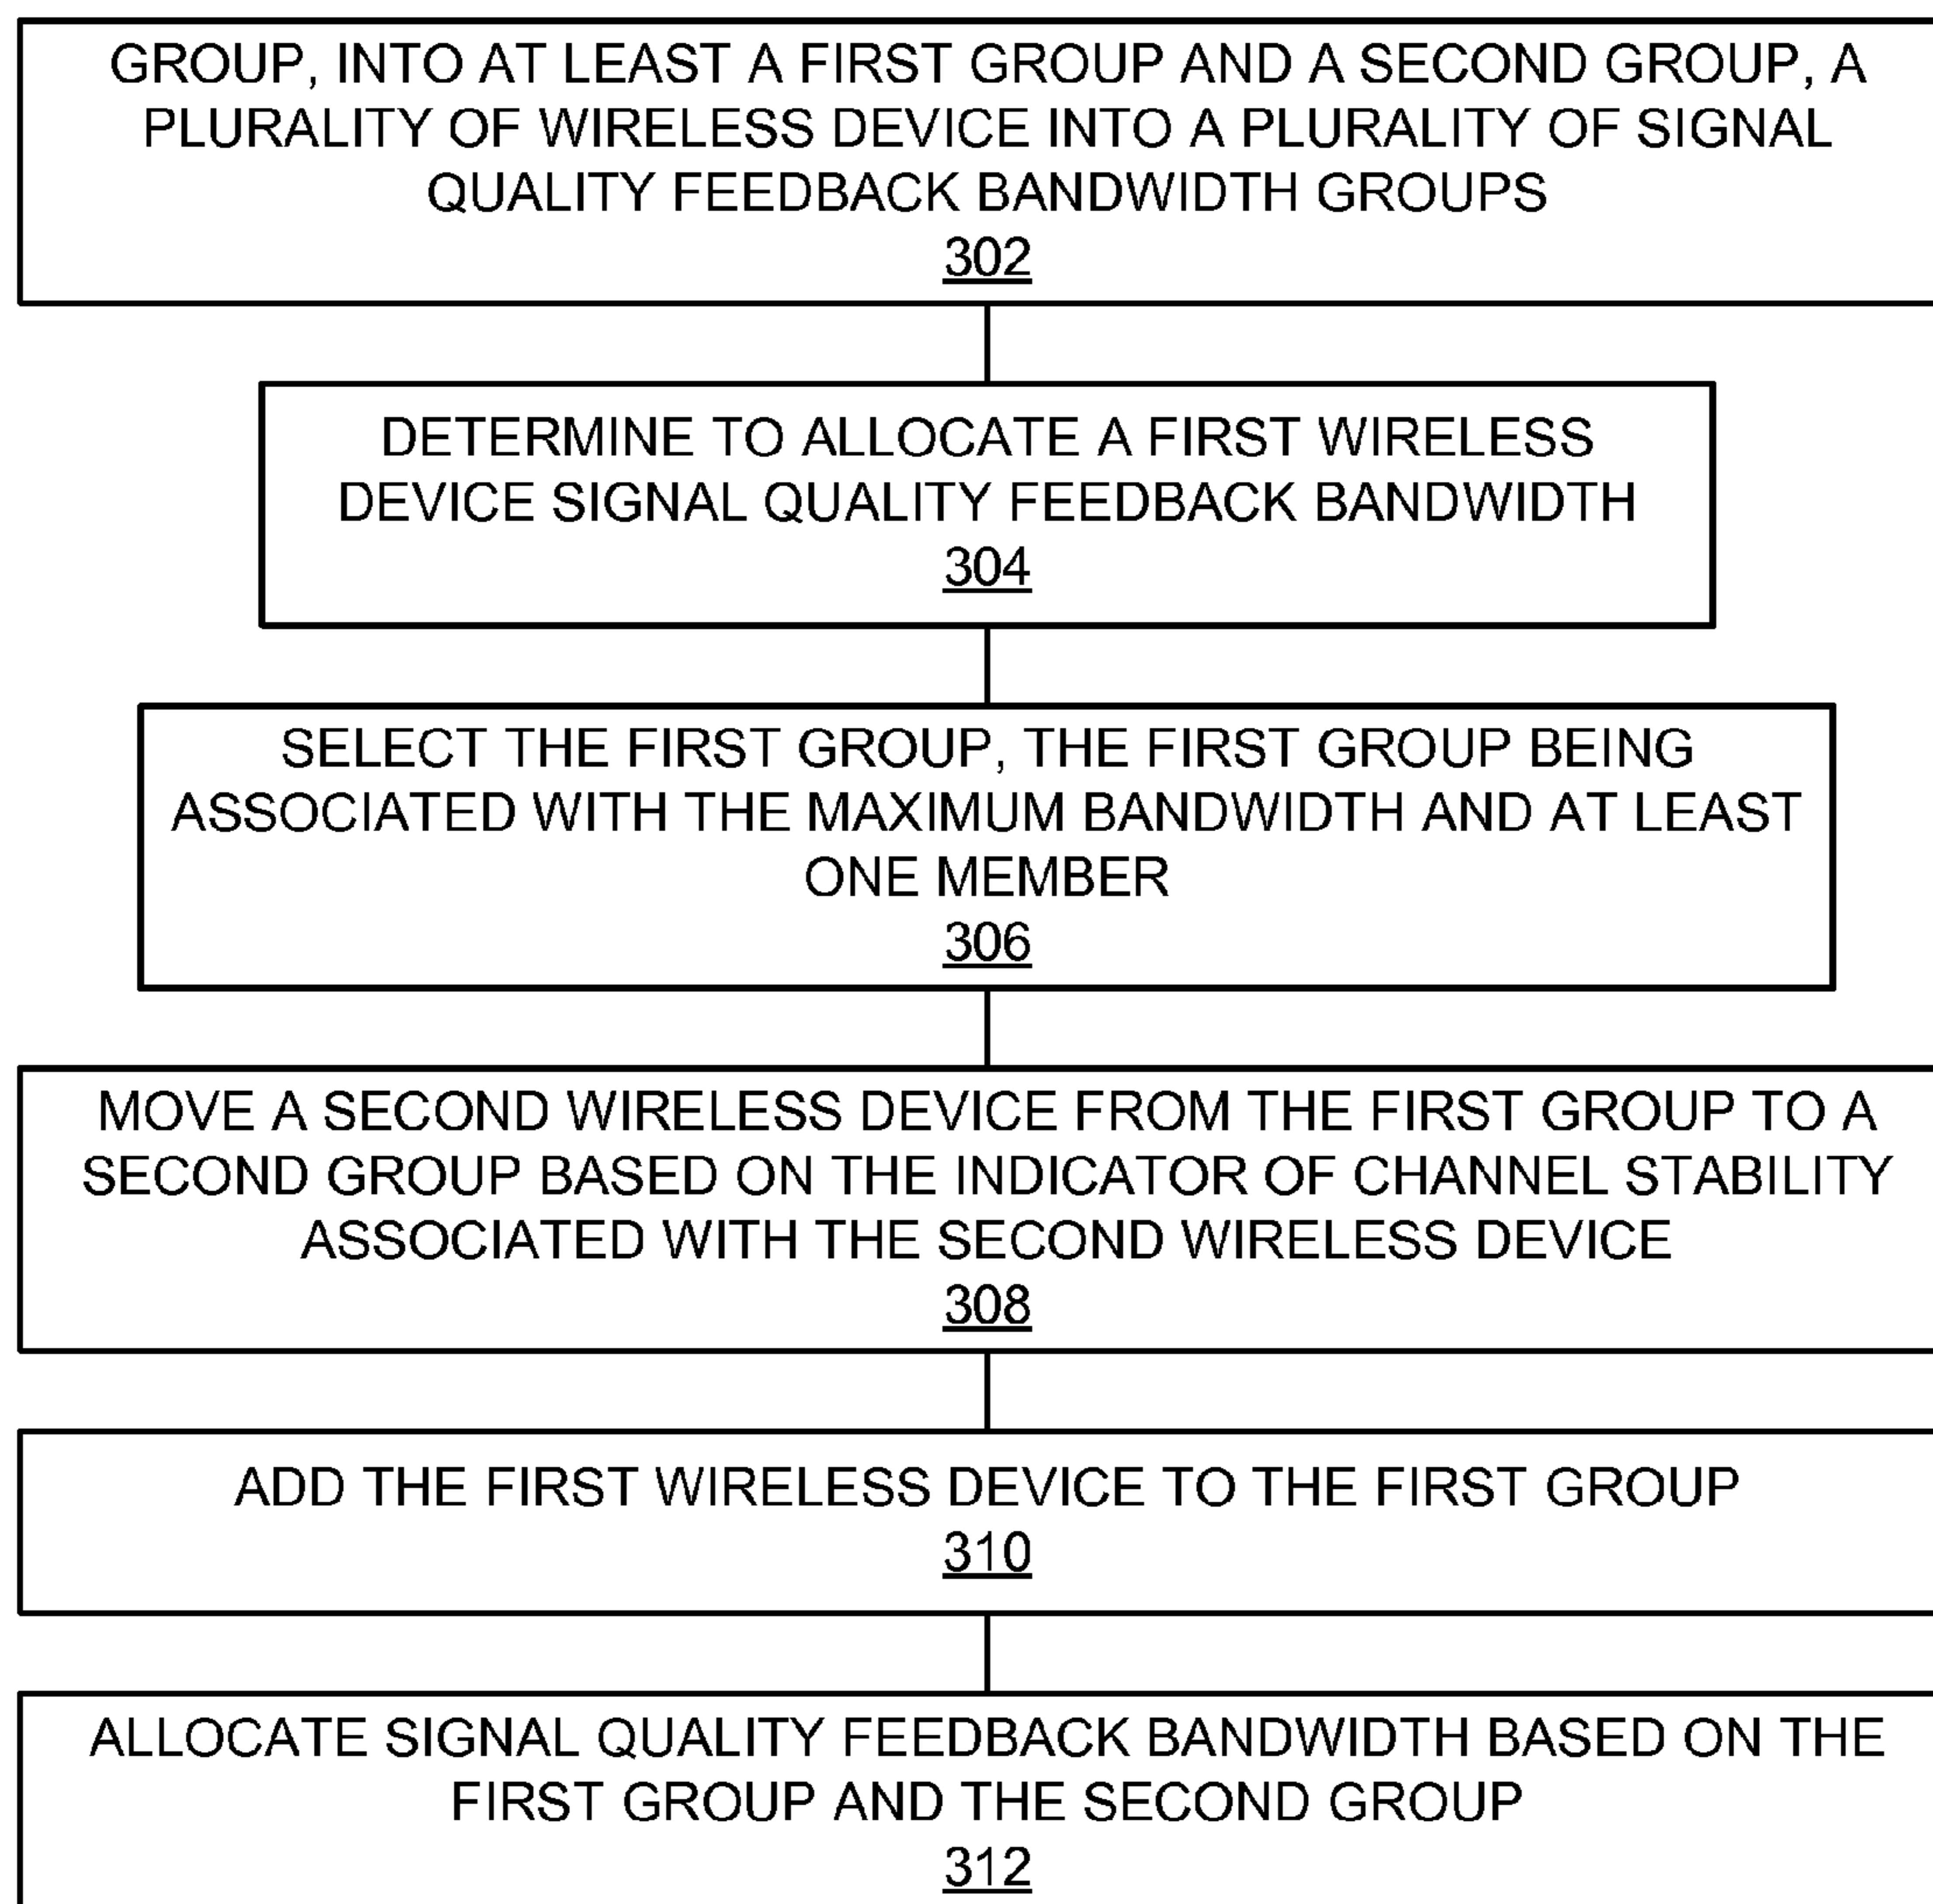 GROUP, INTO AT LEAST A FIRST GROUP AND A SECOND GROUP, A
PLURALITY OF WIRELESS DEVICE INTO A PLURALITY OF SIGNAL
QUALITY FEEDBACK BANDWIDTH GROUPS
302
DETERMINE TO ALLOCATE A FIRST WIRELESS
DEVICE SIGNAL QUALITY FEEDBACK BANDWIDTH
304
SELECT THE FIRST GROUP, THE FIRST GROUP BEING
ASSOCIATED WITH THE MAXIMUM BANDWIDTH AND AT LEAST
ONE MEMBER
306
MOVE A SECOND WIRELESS DEVICE FROM THE FIRST GROUP TO A
SECOND GROUP BASED ON THE INDICATOR OF CHANNEL STABILITY
ASSOCIATED WITH THE SECOND WIRELESS DEVICE
308
ADD THE FIRST WIRELESS DEVICE TO THE FIRST GROUP
310
ALLOCATE SIGNAL QUALITY FEEDBACK BANDWIDTH BASED ON THE
FIRST GROUP AND THE SECOND GROUP
312